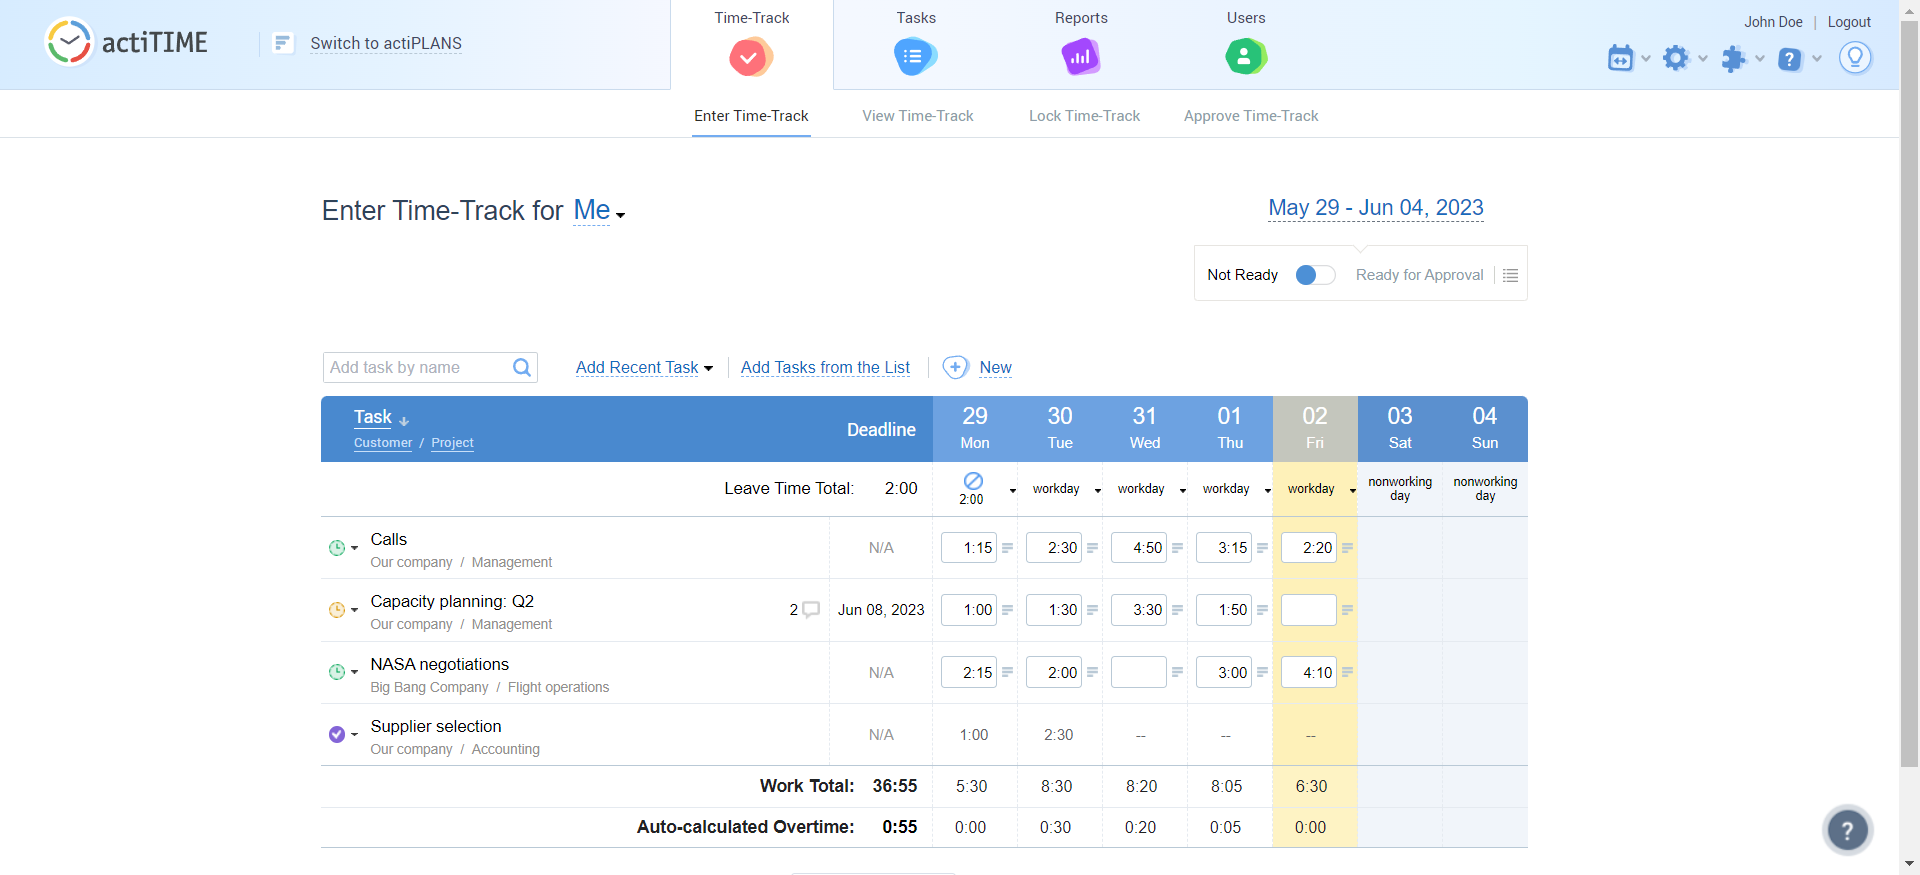 actiTIME
Switch to actiPLANS
Time-Track
Tasks
Reports
Users
John Doe | Logout
Enter Time-Track
View Time-Track
Lock Time-Track
Approve Time-Track
Enter Time-Track for Me
May 29 - Jun 04, 2023
Not Ready
Ready for Approval
Add task by name
Add Recent Task
Add Tasks from the List
New
Task
Customer / Project
Deadline
29 30 31 01 02 03 04
Mon Tue Wed Thu Fri Sat Sun
Leave Time Total: 2:00 2:00 workday workday workday workday nonworking day nonworking day
Calls
Our company / Management
N/A 1:15 2:30 4:50 3:15 2:20
Capacity planning: Q2
Our company / Management
2 Jun 08, 2023 1:00 1:30 3:30 1:50
NASA negotiations
Big Bang Company / Flight operations
N/A 2:15 2:00 3:00 4:10
Supplier selection
Our company / Accounting
N/A 1:00 2:30 -- -- --
Work Total: 36:55 5:30 8:30 8:20 8:05 6:30
Auto-calculated Overtime: 0:55 0:00 0:30 0:20 0:05 0:00
?